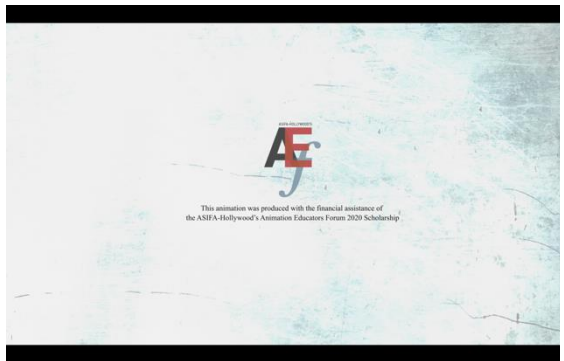 ASIFA-HOLLYWOOD'S
AEf
This animation was produced with the financial assistance of
the ASIFA-Hollywood's Animation Educators Forum 2020 Scholarship